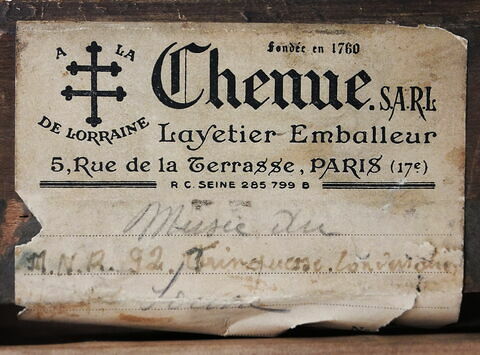 Fondée en 1760
A LA
DE LORRAINE
Chenue. S.A.R.L
Layetier Emballeur
5, Rue de la Terrasse, PARIS (17e)
R C. SEINE 285 799 B
Musée du
M.N.R. 92